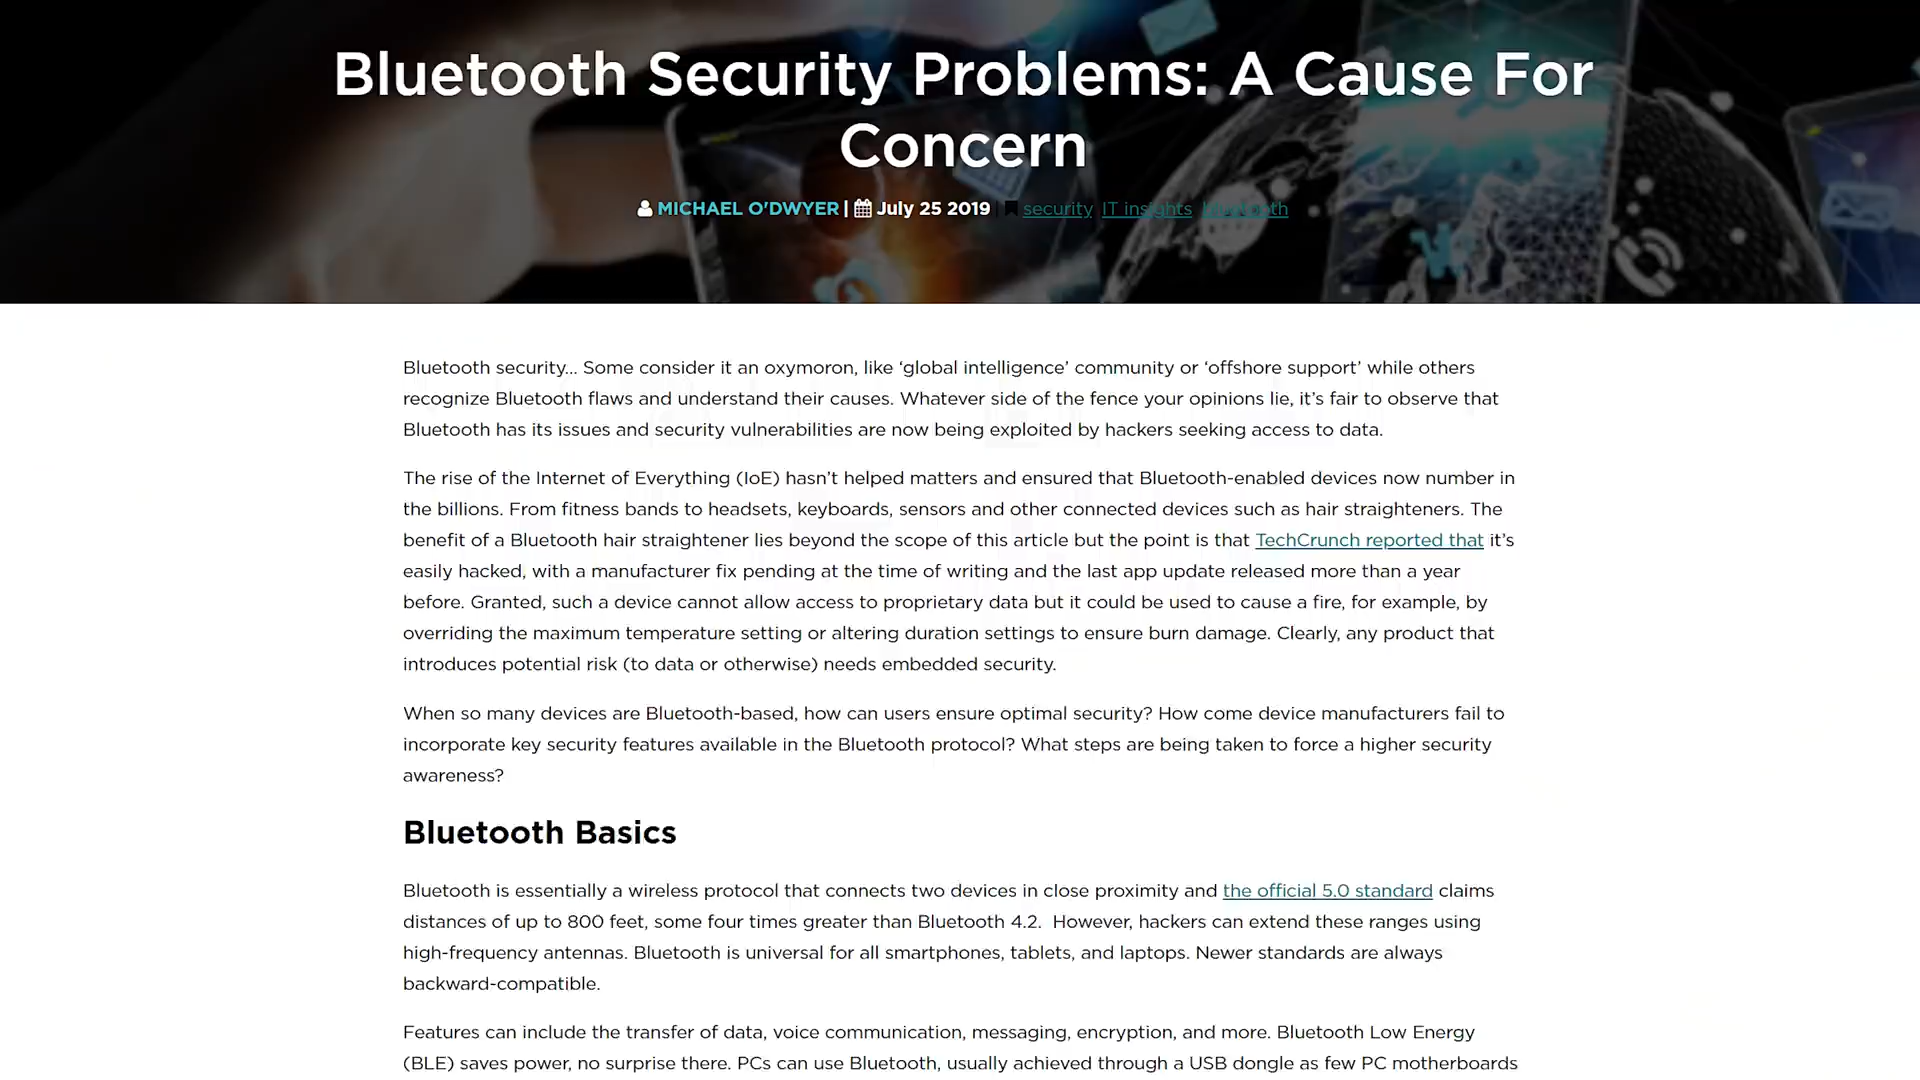 Bluetooth Security Problems: A Cause For
Concern
MICHAEL O'DWYER | July 25 2019 security IT insights bluetooth
Bluetooth security... Some consider it an oxymoron, like ‘global intelligence’ community or ‘offshore support’ while others
recognize Bluetooth flaws and understand their causes. Whatever side of the fence your opinions lie, it’s fair to observe that
Bluetooth has its issues and security vulnerabilities are now being exploited by hackers seeking access to data.
The rise of the Internet of Everything (IoE) hasn’t helped matters and ensured that Bluetooth-enabled devices now number in
the billions. From fitness bands to headsets, keyboards, sensors and other connected devices such as hair straighteners. The
benefit of a Bluetooth hair straightener lies beyond the scope of this article but the point is that TechCrunch reported that it’s
easily hacked, with a manufacturer fix pending at the time of writing and the last app update released more than a year
before. Granted, such a device cannot allow access to proprietary data but it could be used to cause a fire, for example, by
overriding the maximum temperature setting or altering duration settings to ensure burn damage. Clearly, any product that
introduces potential risk (to data or otherwise) needs embedded security.
When so many devices are Bluetooth-based, how can users ensure optimal security? How come device manufacturers fail to
incorporate key security features available in the Bluetooth protocol? What steps are being taken to force a higher security
awareness?
Bluetooth Basics
Bluetooth is essentially a wireless protocol that connects two devices in close proximity and the official 5.0 standard claims
distances of up to 800 feet, some four times greater than Bluetooth 4.2.  However, hackers can extend these ranges using
high-frequency antennas. Bluetooth is universal for all smartphones, tablets, and laptops. Newer standards are always
backward-compatible.
Features can include the transfer of data, voice communication, messaging, encryption, and more. Bluetooth Low Energy
(BLE) saves power, no surprise there. PCs can use Bluetooth, usually achieved through a USB dongle as few PC motherboards